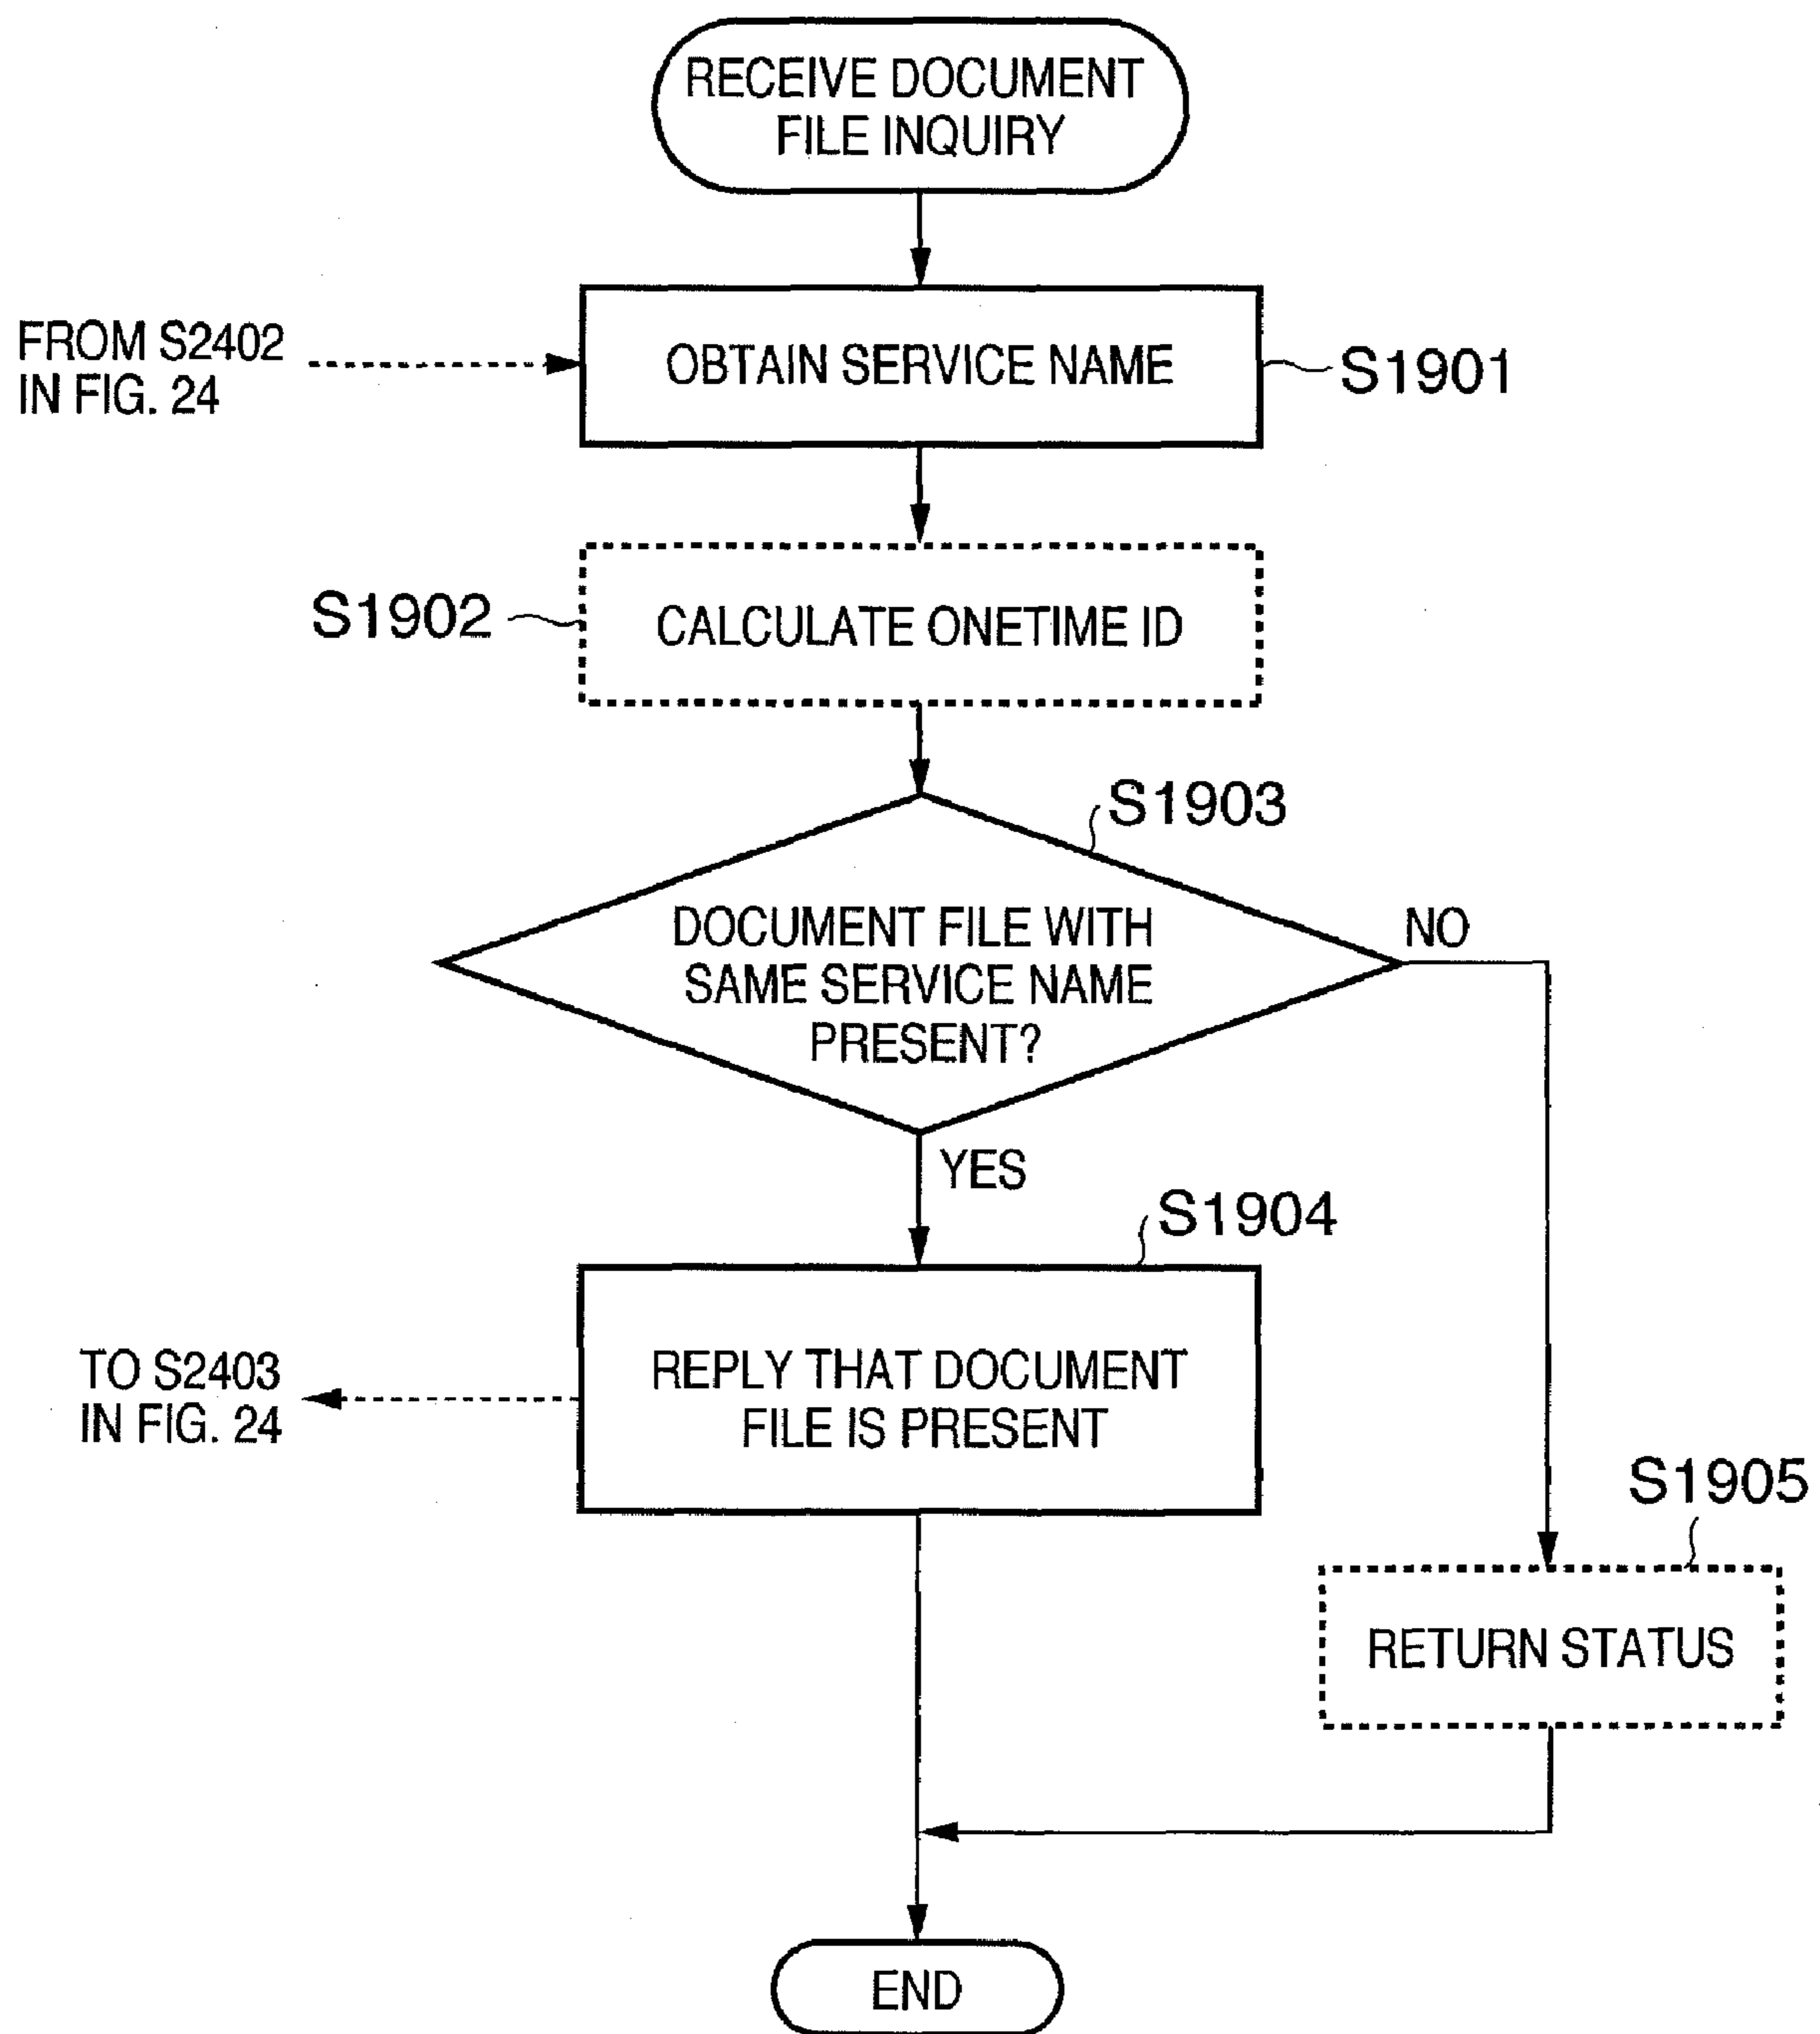 RECEIVE DOCUMENT
FILE INQUIRY
FROM S2402
IN FIG. 24
OBTAIN SERVICE NAME
S1901
S1902
CALCULATE ONETIME ID
S1903
DOCUMENT FILE WITH
SAME SERVICE NAME
PRESENT?
NO
YES
S1904
TO S2403
IN FIG. 24
REPLY THAT DOCUMENT
FILE IS PRESENT
S1905
RETURN STATUS
END